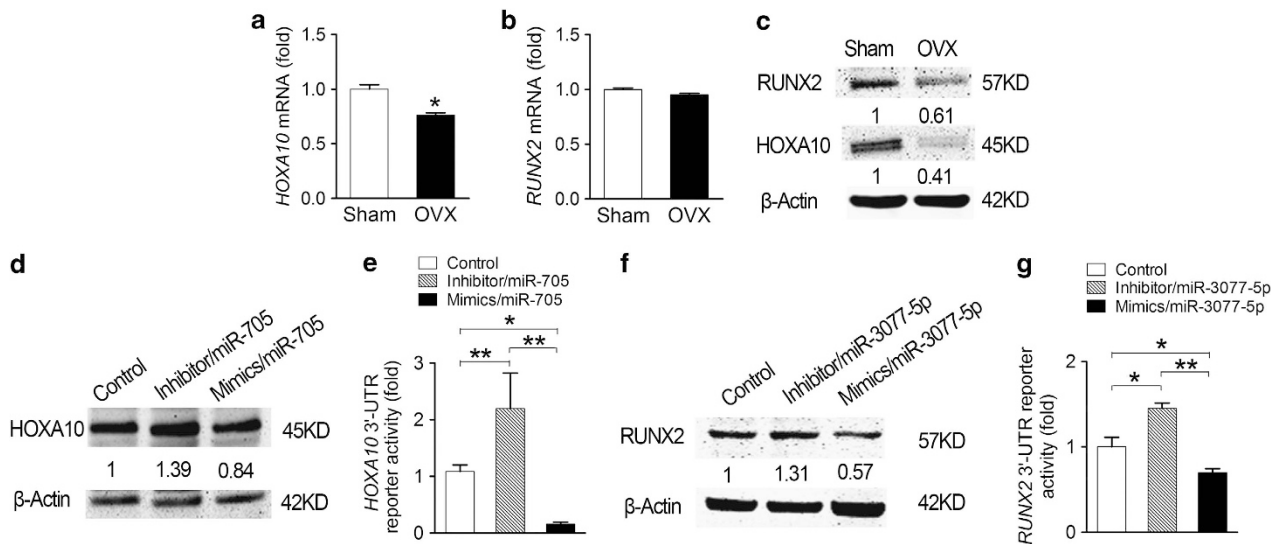 a
HOXA10 mRNA (fold)
1.5
1.0
0.5
0.0
*
Sham OVX
b
RUNX2 mRNA (fold)
1.5
1.0
0.5
0.0
Sham OVX
c
Sham OVX
RUNX2 57KD
1 0.61
HOXA10 45KD
1 0.41
β-Actin 42KD
d
Control
Inhibitor/miR-705
Mimics/miR-705
HOXA10 45KD
1 1.39 0.84
β-Actin 42KD
e
Control
Inhibitor/miR-705
Mimics/miR-705
HOXA10 3'-UTR
reporter activity (fold)
3
2
1
0
*
** **
f
Control
Inhibitor/miR-3077-5p
Mimics/miR-3077-5p
RUNX2 57KD
1 1.31 0.57
β-Actin 42KD
g
Control
Inhibitor/miR-3077-5p
Mimics/miR-3077-5p
RUNX2 3'-UTR reporter
activity (fold)
2
1
0
*
* **